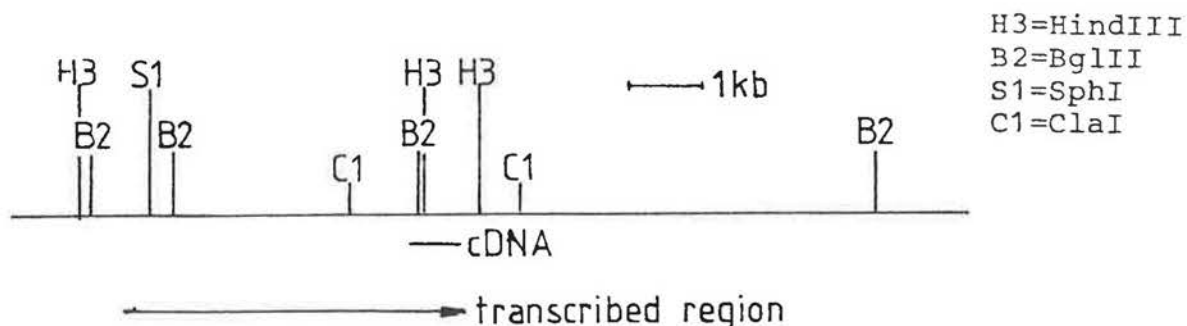 H3=HindIII
B2=BglII
S1=SphI
C1=ClaI
H3 S1 H3 H3 1kb
B2 B2 B2 B2
C1 C1
cDNA
transcribed region